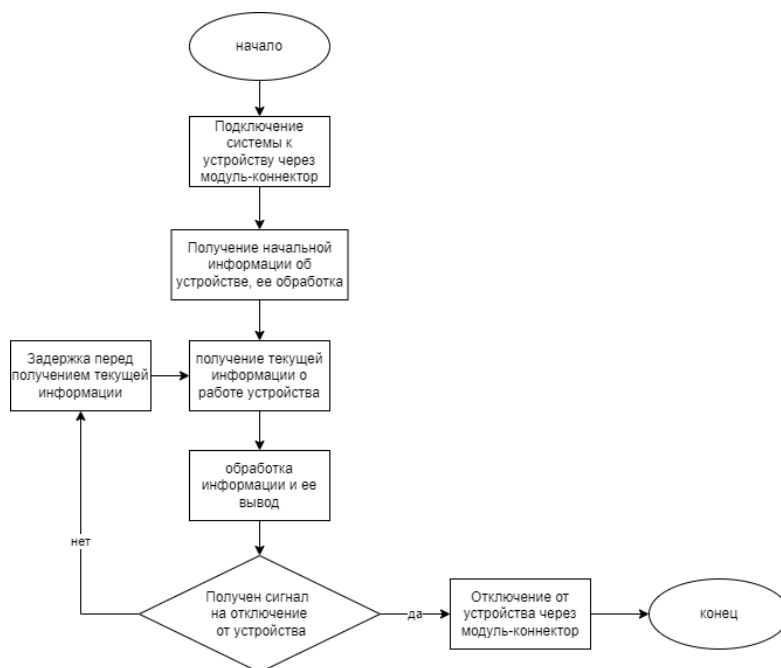 начало
Подключение
системы к
устройству через
модуль-коннектор
Получение начальной
информации об
устройстве, ее обработка
Задержка перед
получением текущей
информации
получение текущей
информации о
работе устройства
обработка
информации и ее
вывод
нет
Получен сигнал
на отключение
от устройства
да
Отключение от
устройства через
модуль-коннектор
конец